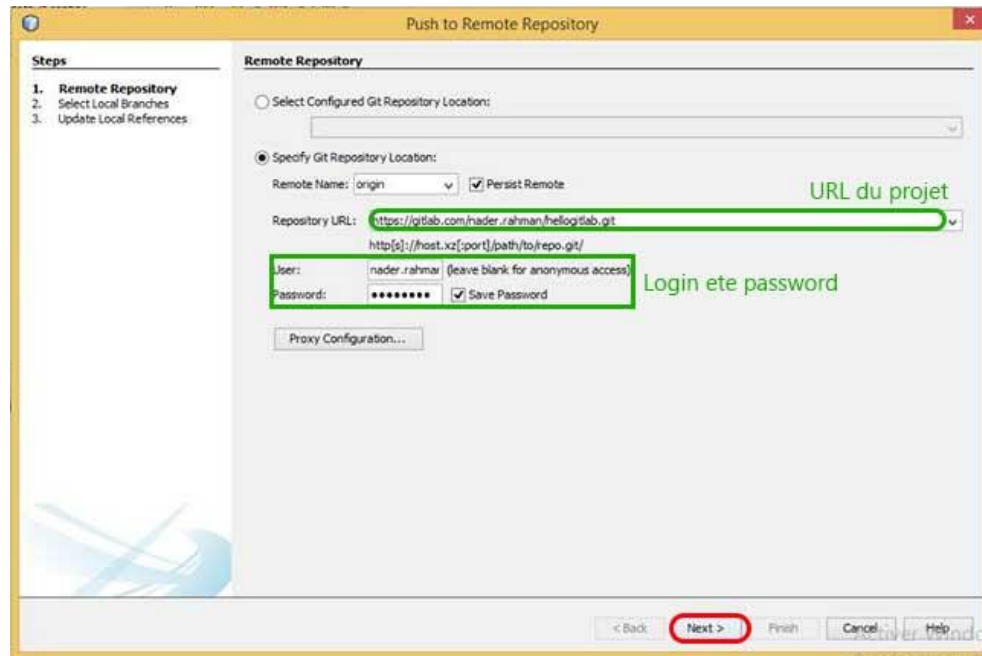 Push to Remote Repository
Steps
1. Remote Repository
2. Select Local Branches
3. Update Local References
Remote Repository
Select Configured Git Repository Location:
Specify Git Repository Location:
Remote Name: origin Persist Remote
URL du projet
Repository URL: https://gitlab.com/nader.rahman/hellogitlab.git
http[s]://host.xz[:port]/path/to/repo.git/
User: nader.rahmar (leave blank for anonymous access)
Password: ●●●●●●●● Save Password
Login ete password
Proxy Configuration...
< Back Next > Finish Cancel Help